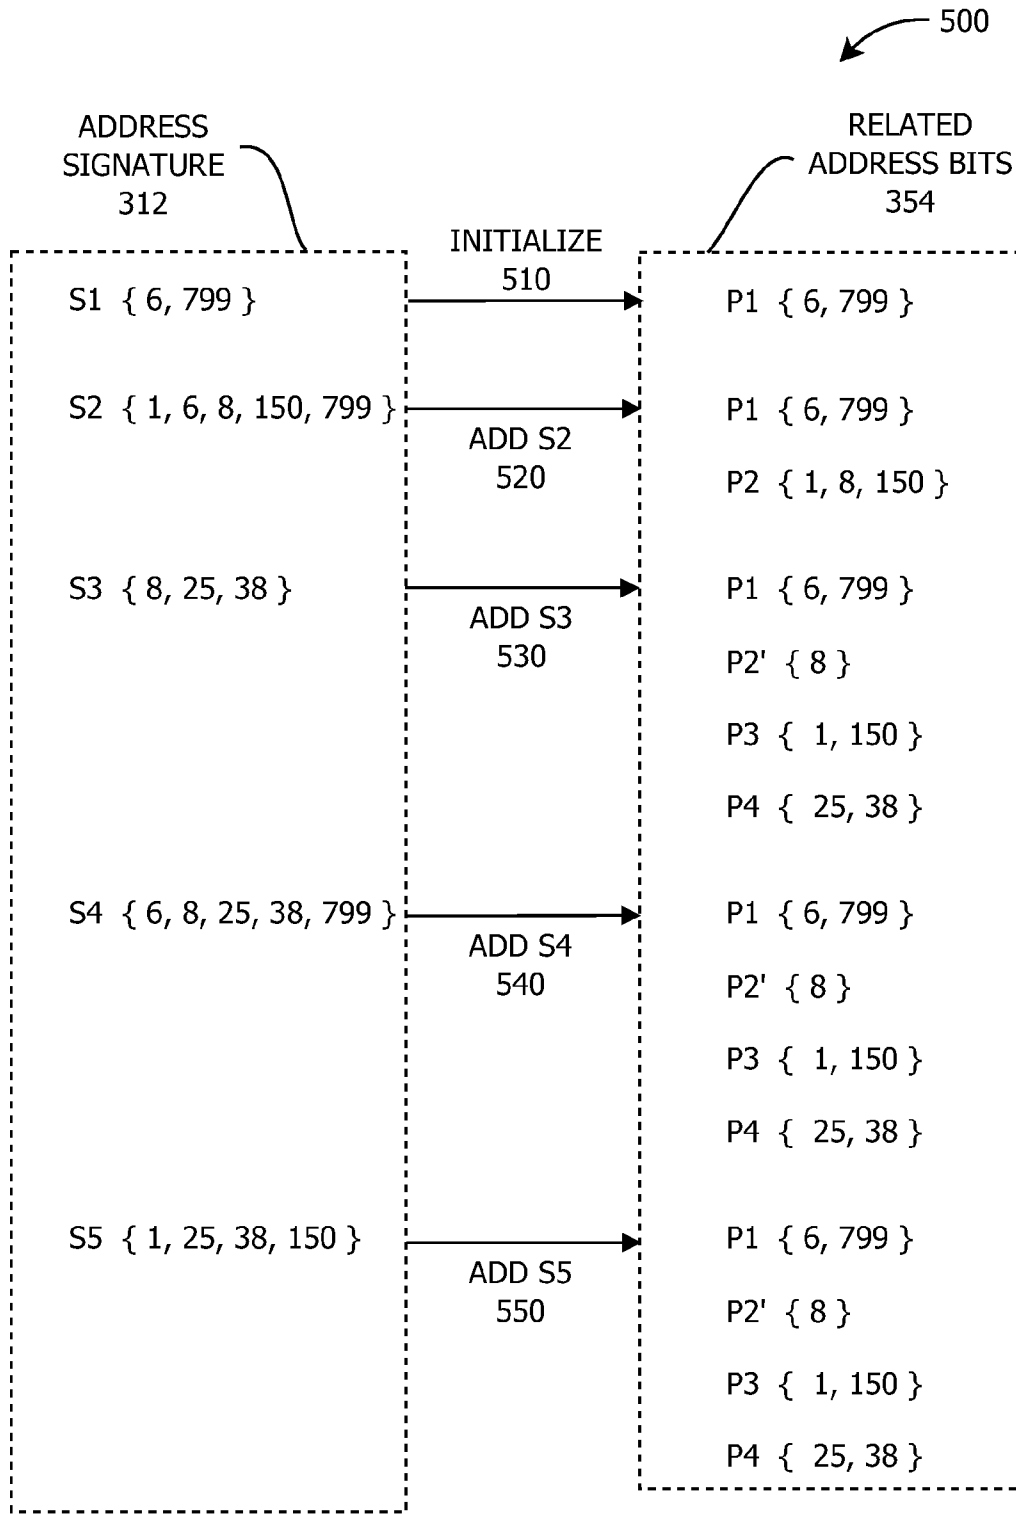 500
ADDRESS
SIGNATURE
312
RELATED
ADDRESS BITS
354
INITIALIZE
510
S1 { 6, 799 }
P1 { 6, 799 }
S2 { 1, 6, 8, 150, 799 }
P1 { 6, 799 }
ADD S2
520
P2 { 1, 8, 150 }
S3 { 8, 25, 38 }
P1 { 6, 799 }
ADD S3
530
P2' { 8 }
P3 { 1, 150 }
P4 { 25, 38 }
S4 { 6, 8, 25, 38, 799 }
P1 { 6, 799 }
ADD S4
540
P2' { 8 }
P3 { 1, 150 }
P4 { 25, 38 }
S5 { 1, 25, 38, 150 }
P1 { 6, 799 }
ADD S5
550
P2' { 8 }
P3 { 1, 150 }
P4 { 25, 38 }